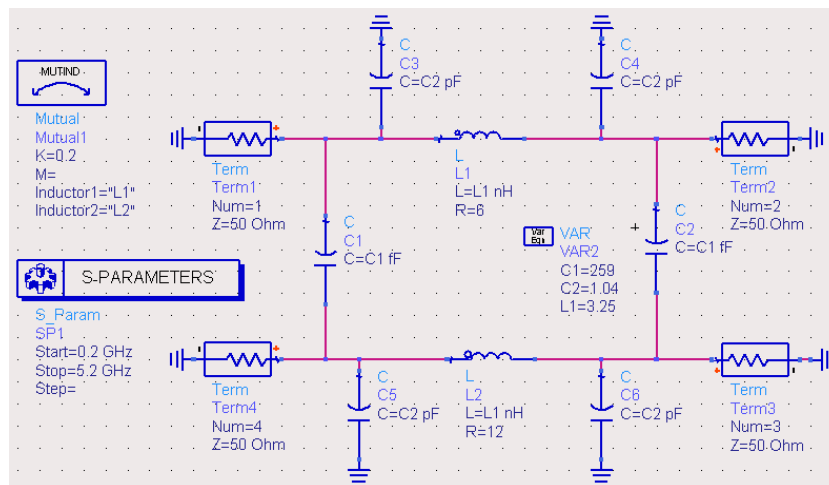 MUTIND
Mutual
Mutual1
K=0.2
M=
Inductor1="L1"
Inductor2="L2"
C
C3
C=C2 pF
C
C4
C=C2 pF
Term
Term1
Num=1
Z=50 Ohm
L
L1
L=L1 nH
R=6
Term
Term2
Num=2
Z=50 Ohm
C
C1
C=C1 fF
Var
Eqn
VAR
VAR2
C1=259
C2=1.04
L1=3.25
C
C2
C=C1 fF
S-PARAMETERS
S_Param
SP1
Start=0.2 GHz
Stop=5.2 GHz
Step=
Term
Term4
Num=4
Z=50 Ohm
C
C5
C=C2 pF
L
L2
L=L1 nH
R=12
C
C6
C=C2 pF
Term
Term3
Num=3
Z=50 Ohm